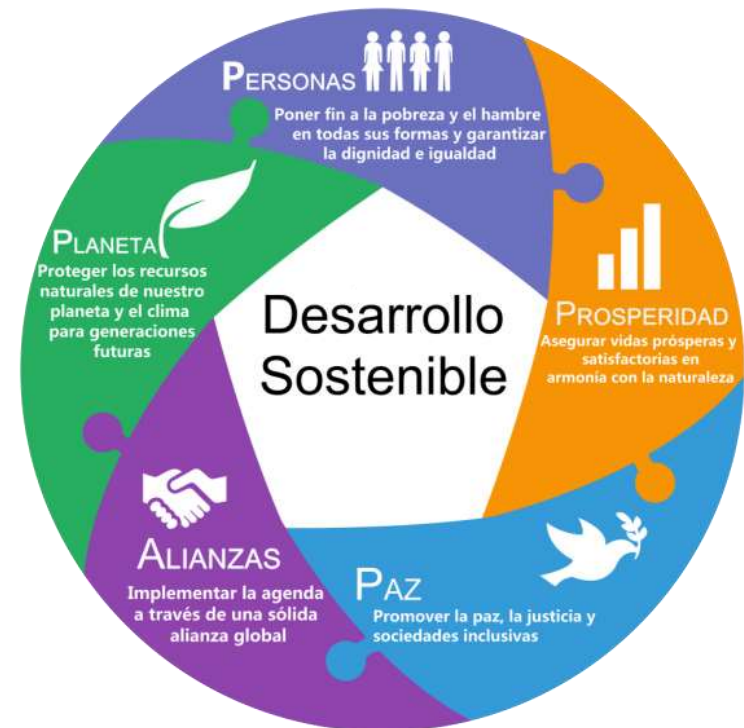 PERSONAS
Poner fin a la pobreza y el hambre
en todas sus formas y garantizar
la dignidad e igualdad
PROSPERIDAD
Asegurar vidas prósperas y
satisfactorias en
armonía con la naturaleza
PAZ
Promover la paz, la justicia y
sociedades inclusivas
ALIANZAS
Implementar la agenda
a través de una sólida
alianza global
PLANETA
Proteger los recursos
naturales de nuestro
planeta y el clima
para generaciones
futuras
Desarrollo
Sostenible